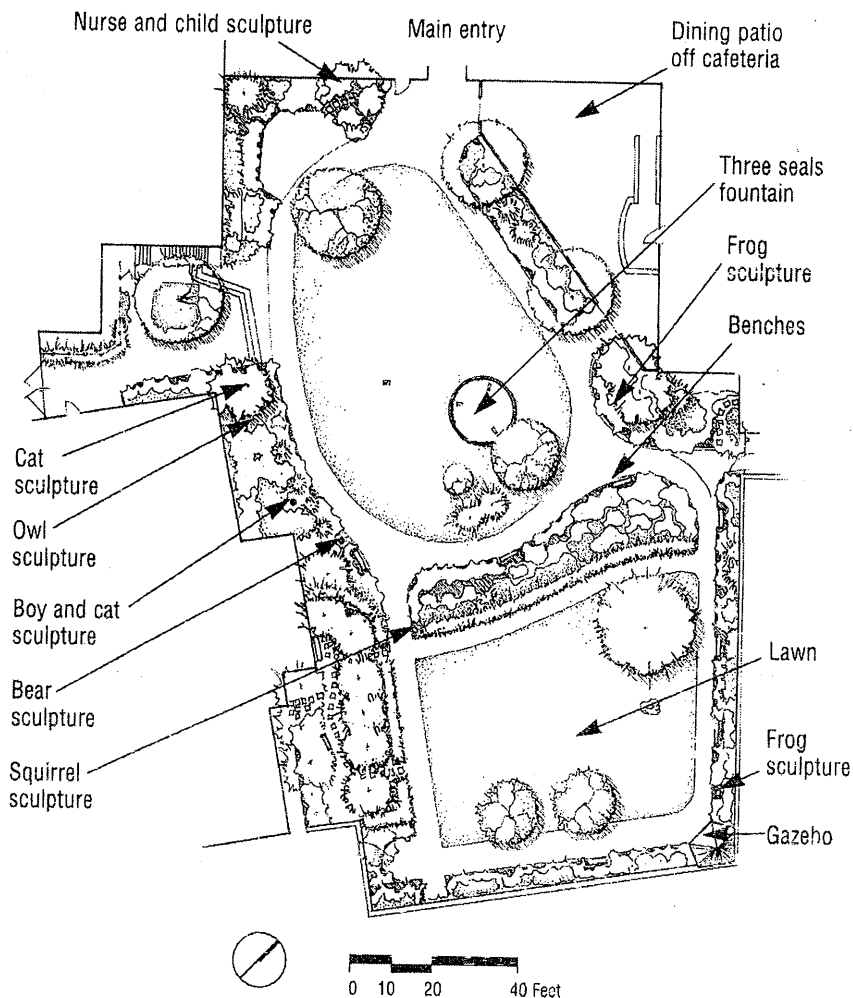 Nurse and child sculpture
Main entry
Dining patio
off cafeteria
Three seals
fountain
Frog
sculpture
Benches
Cat
sculpture
Owl
sculpture
Boy and cat
sculpture
Bear
sculpture
Squirrel
sculpture
Lawn
Frog
sculpture
Gazeho
0 10 20 40 Feet